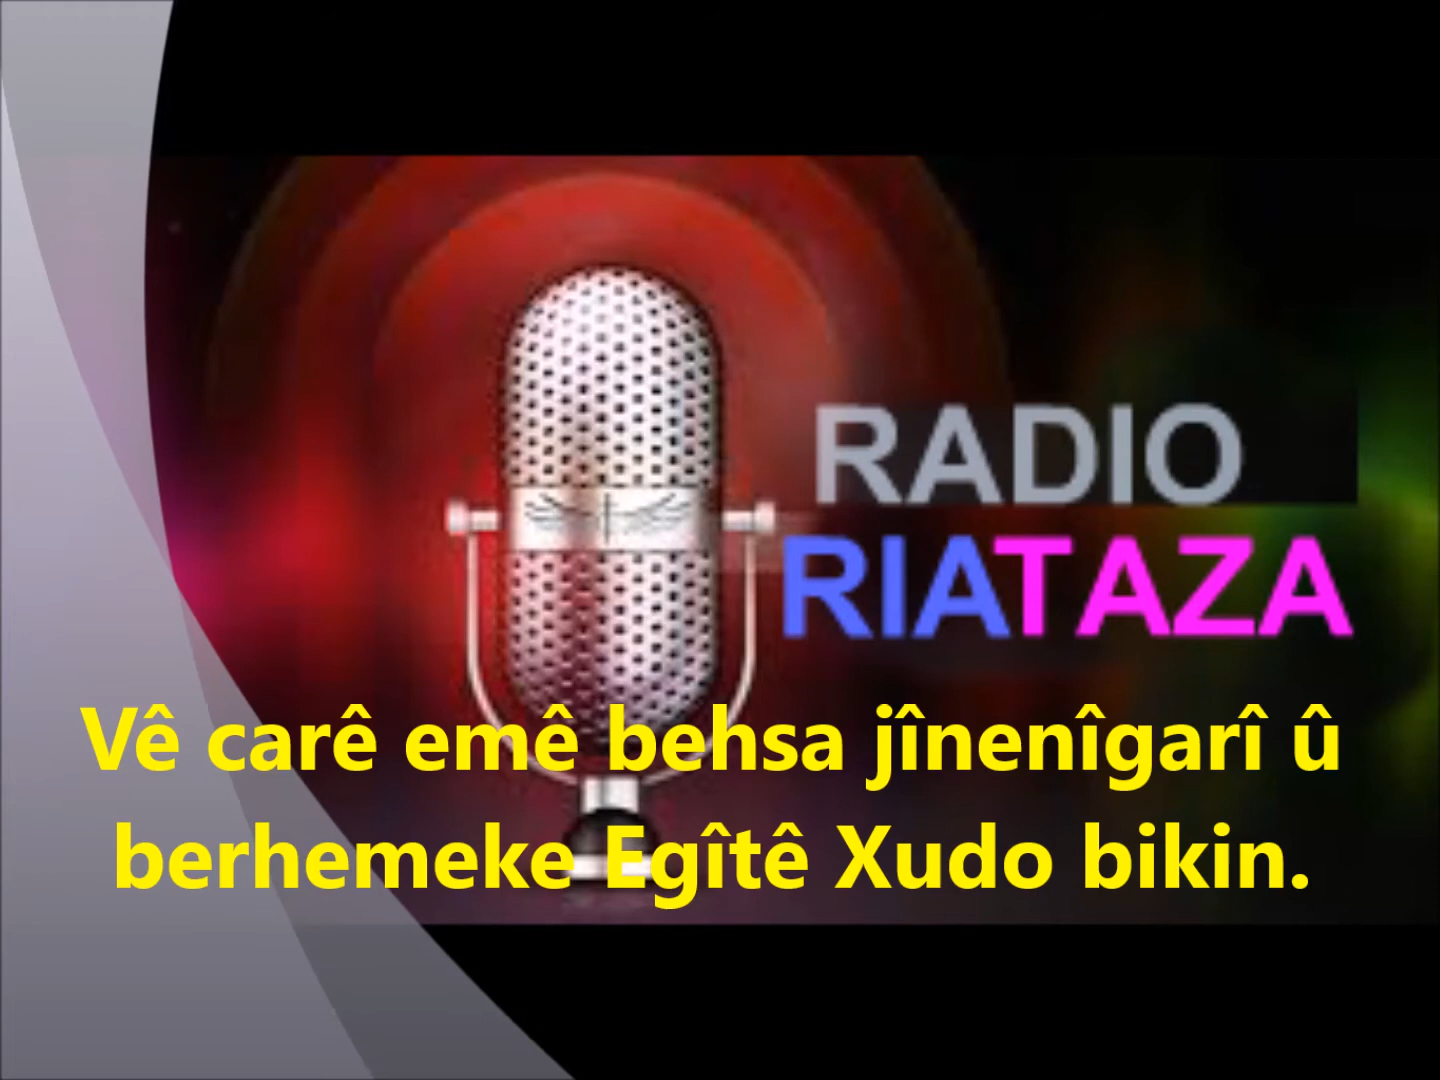 RADIO
RIATAZA
Vê carê emê behsa jînenîgarî û
berhemeke Egîtê Xudo bikin.